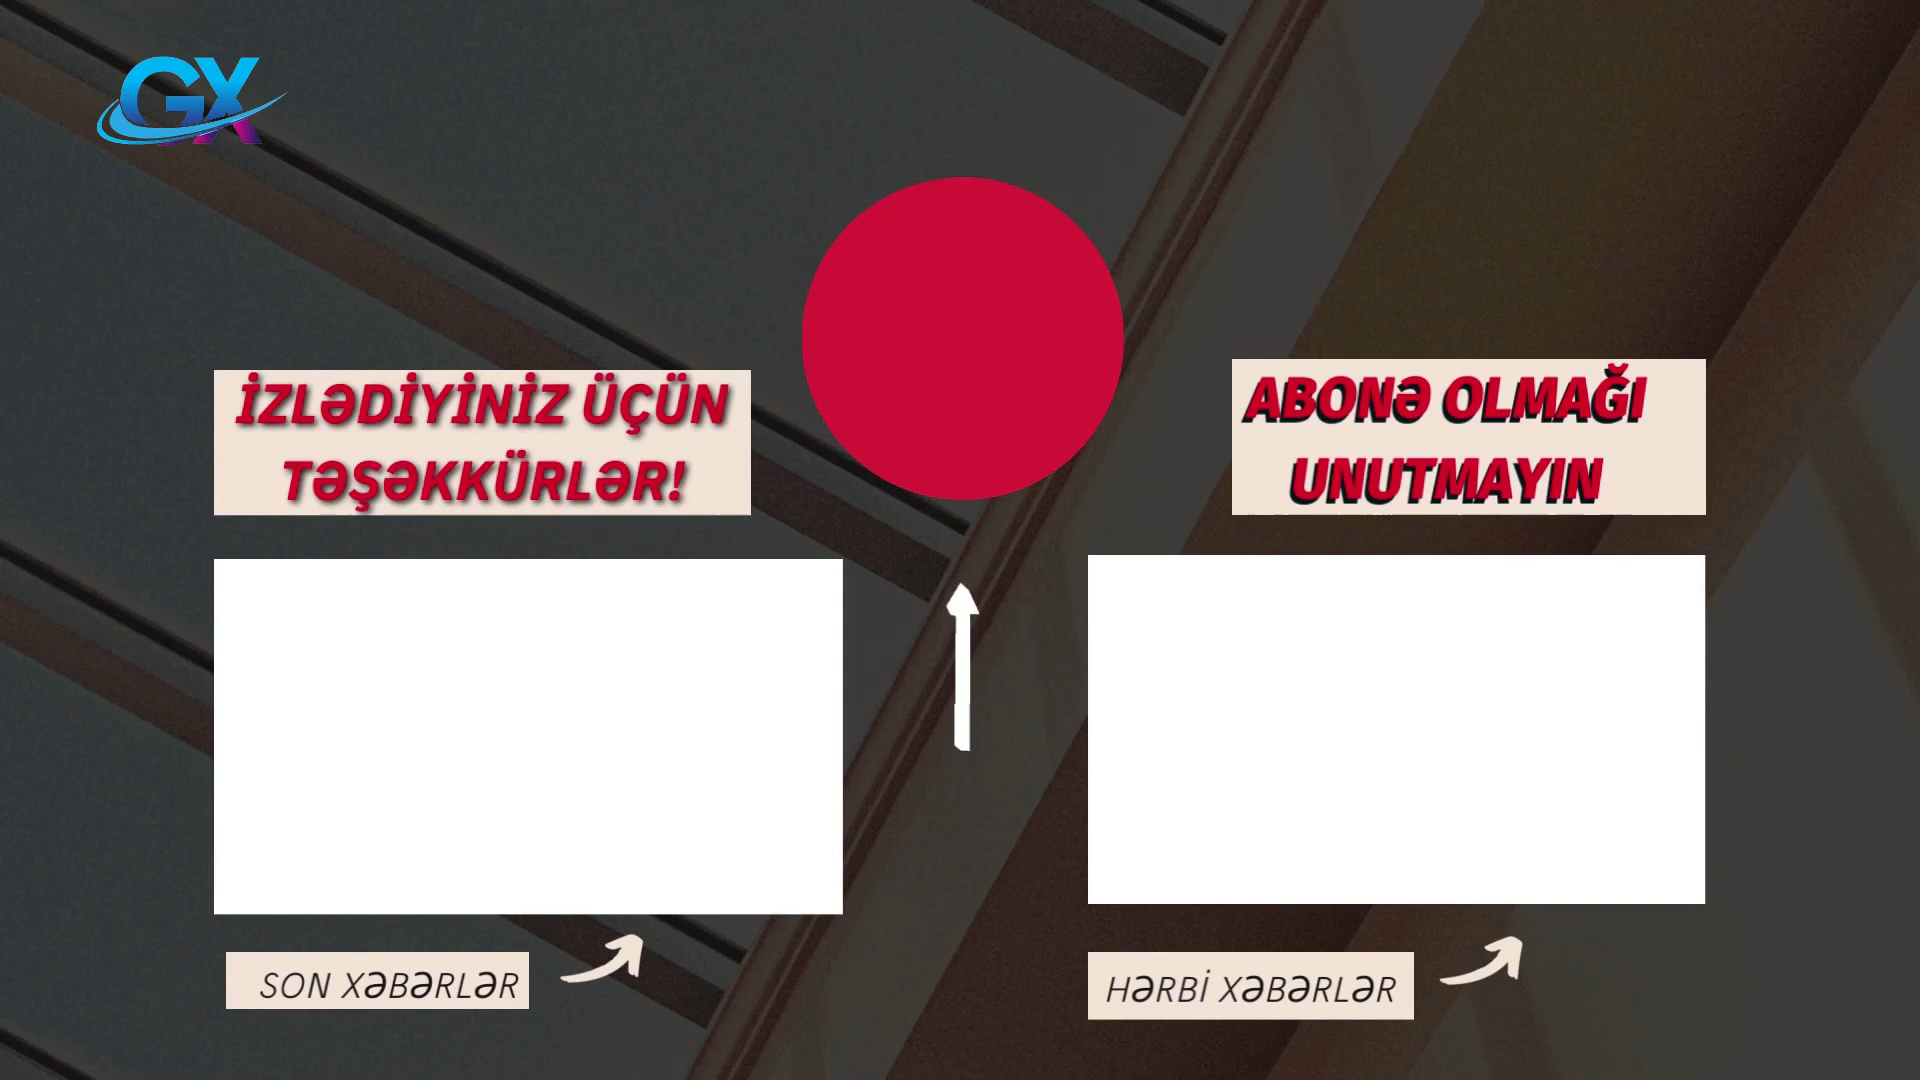 GX
İZLƏDİYİNİZ ÜÇÜN
TƏŞƏKKÜRLƏR!
ABONƏ OLMAĞI
UNUTMAYIN
SON XƏBƏRLƏR
HƏRBİ XƏBƏRLƏR